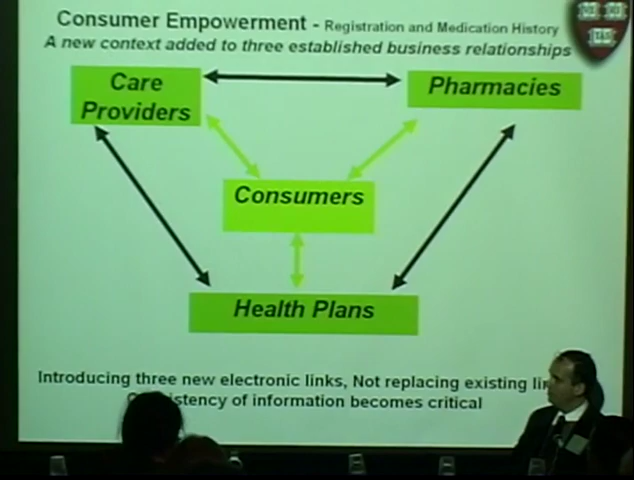 Consumer Empowerment - Registration and Medication History
A new context added to three established business relationships
Care
Providers
Pharmacies
Consumers
Health Plans
Introducing three new electronic links, Not replacing existing
of information becomes critical